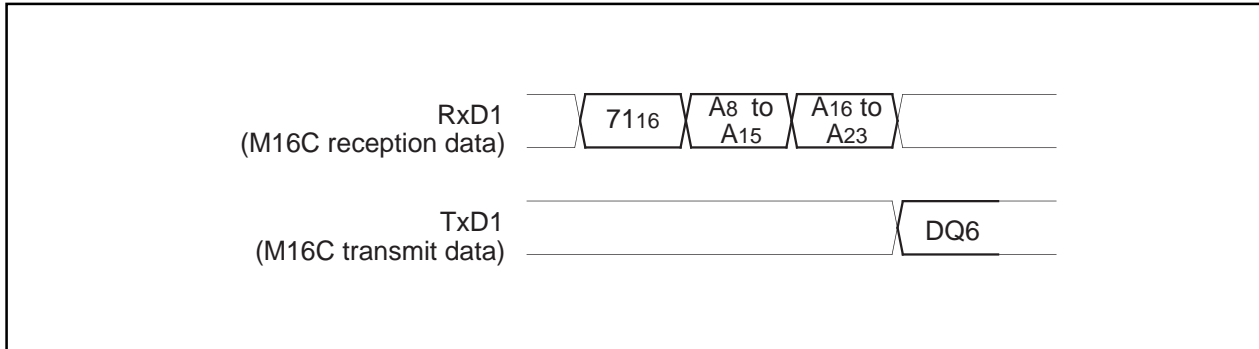 RxD1
(M16C reception data)
7116
A8 to
A15
A16 to
A23
TxD1
(M16C transmit data)
DQ6